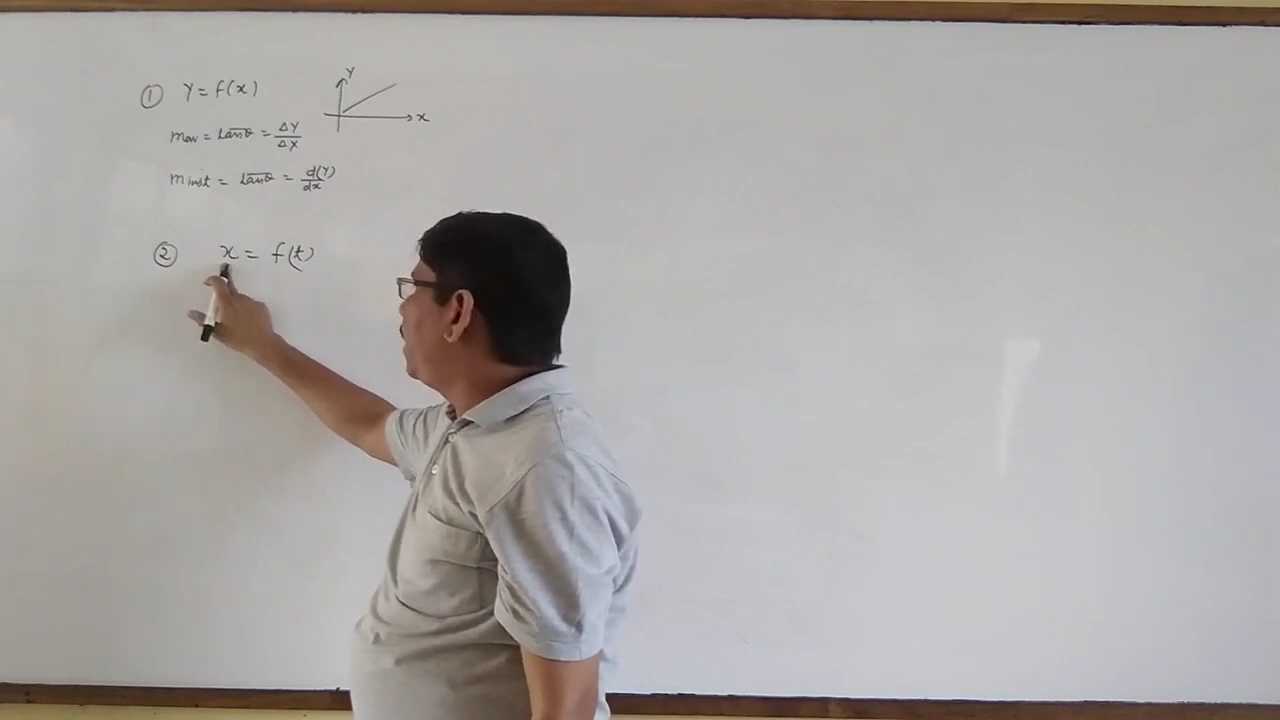 ① Y = f(x)
Y
x
mav = tanθ = ΔY/ΔX
minst = tanθ = d(Y)/dx
② x = f(t)